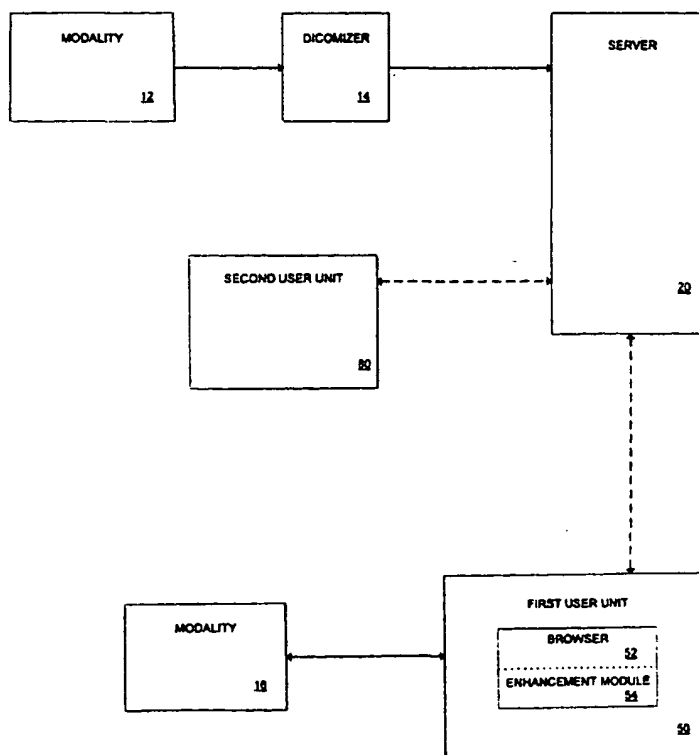 MODALITY
12
DICOMIZER
14
SERVER
20
SECOND USER UNIT
80
MODALITY
16
FIRST USER UNIT
BROWSER
52
ENHANCEMENT MODULE
54
50